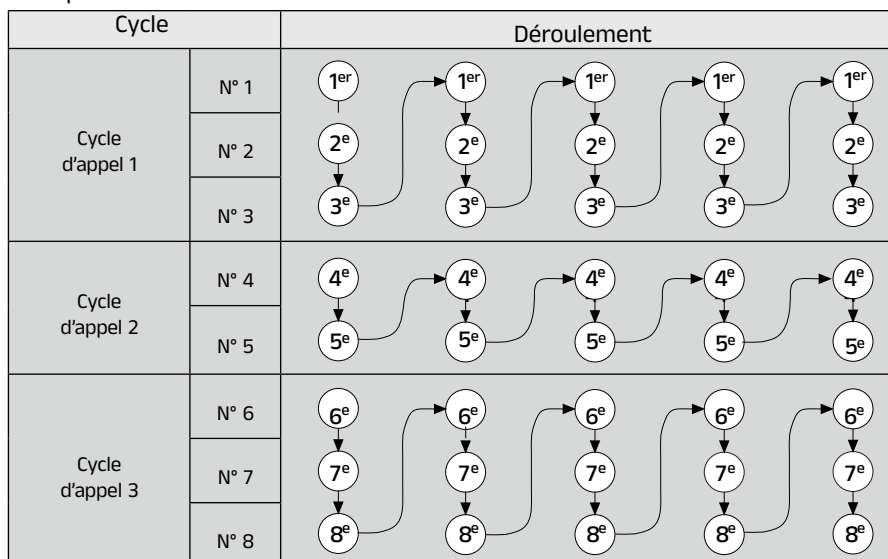 Cycle Déroulement
Cycle d'appel 1
N° 1 1er 1er 1er 1er 1er
N° 2 2e 2e 2e 2e 2e
N° 3 3e 3e 3e 3e 3e
Cycle d'appel 2
N° 4 4e 4e 4e 4e 4e
N° 5 5e 5e 5e 5e 5e
Cycle d'appel 3
N° 6 6e 6e 6e 6e 6e
N° 7 7e 7e 7e 7e 7e
N° 8 8e 8e 8e 8e 8e